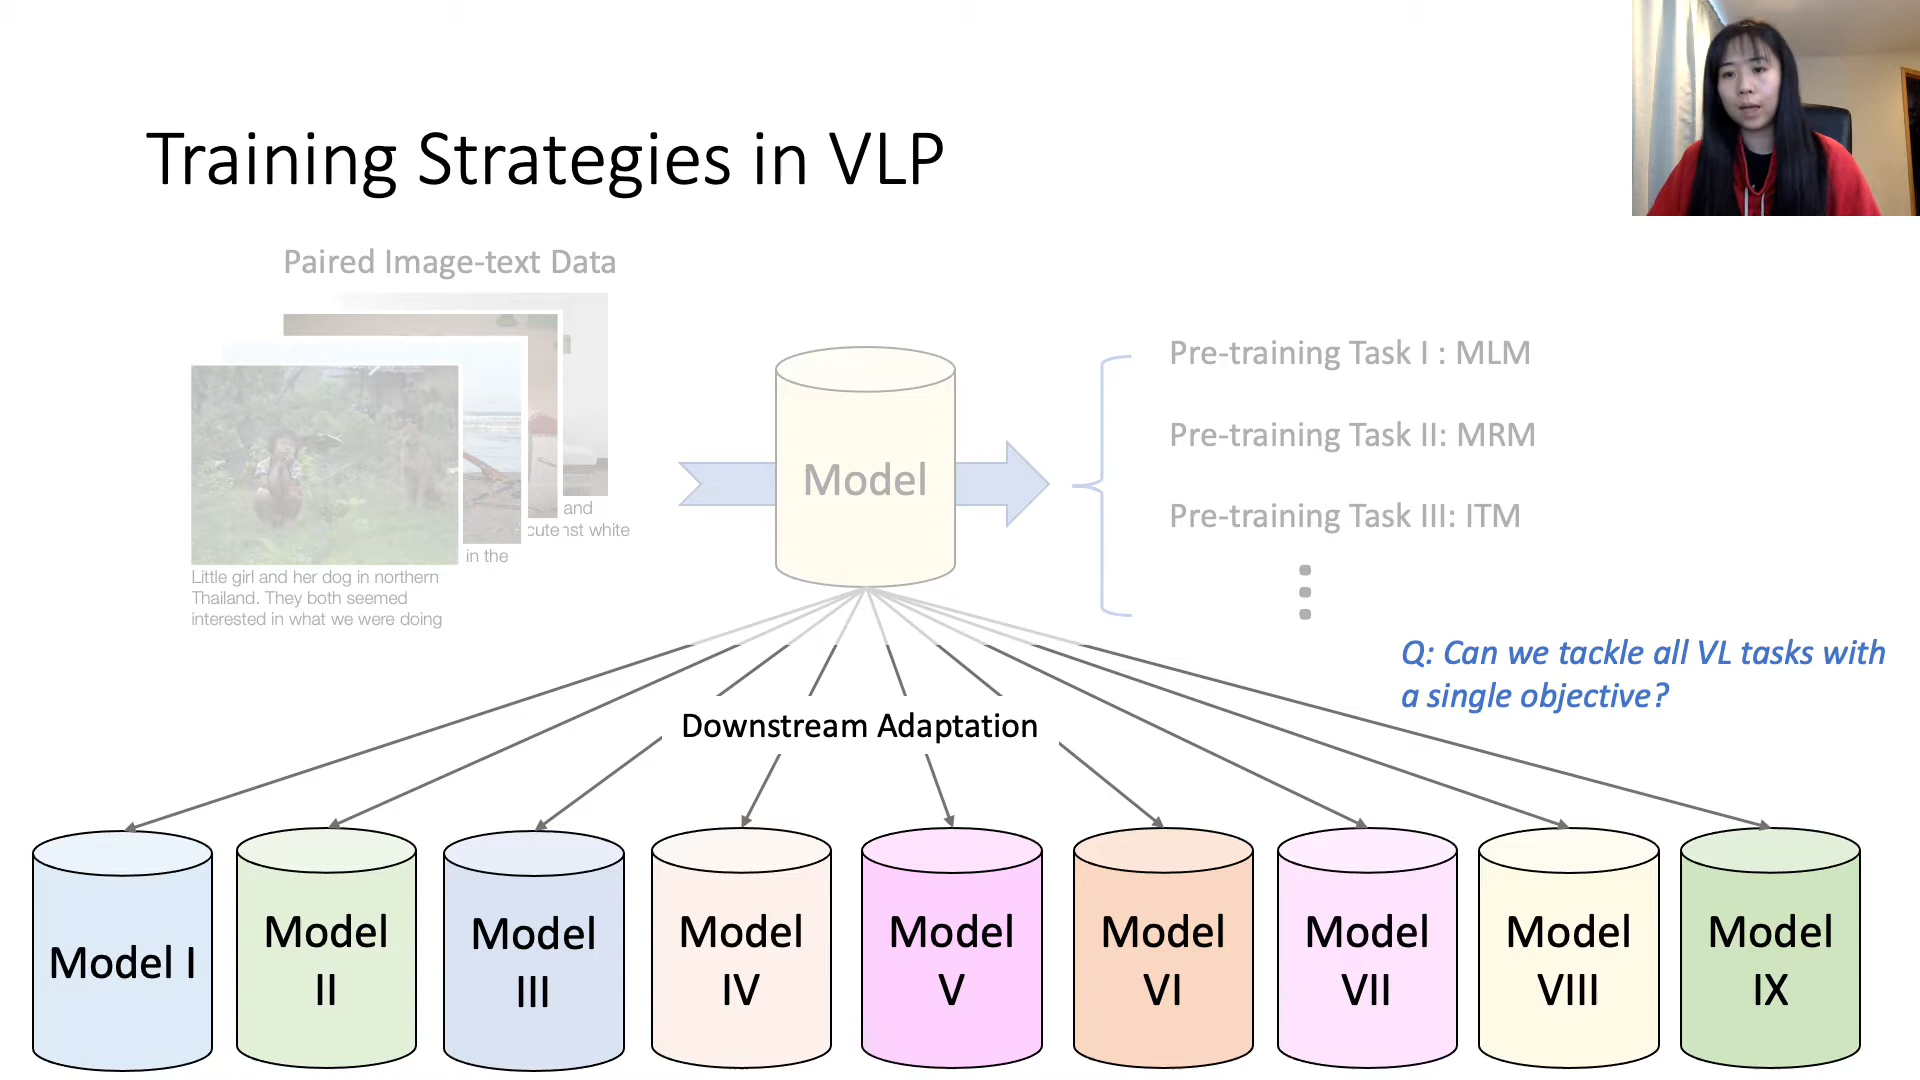 Training Strategies in VLP
Paired Image-text Data
and
cute
nst white
in the
Little girl and her dog in northern
Thailand. They both seemed
interested in what we were doing
Model
Pre-training Task I : MLM
Pre-training Task II: MRM
Pre-training Task III: ITM
Q: Can we tackle all VL tasks with
a single objective?
Downstream Adaptation
Model I
Model
II
Model
III
Model
IV
Model
V
Model
VI
Model
VII
Model
VIII
Model
IX